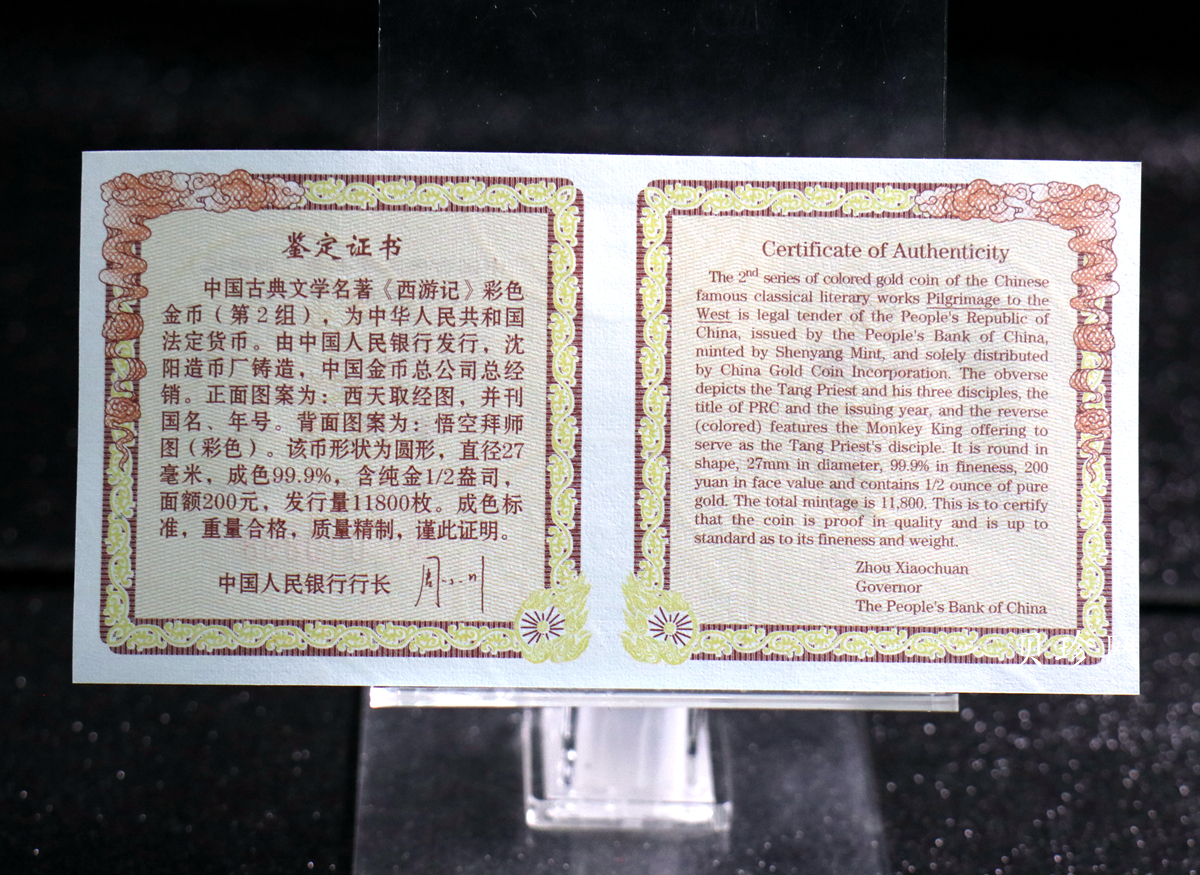 鉴定证书
中国古典文学名著《西游记》彩色
金币（第2组），为中华人民共和国
法定货币。由中国人民银行发行，沈
阳造币厂铸造，中国金币总公司总经
销。正面图案为：西天取经图，并刊
国名、年号。背面图案为：悟空拜师
图（彩色）。该币形状为圆形，直径27
毫米，成色99.9%，含纯金1/2盎司，
面额200元，发行量11800枚。成色标
准，重量合格，质量精制，谨此证明。
中国人民银行行长 周小川
Certificate of Authenticity
The 2nd series of colored gold coin of the Chinese
famous classical literary works Pilgrimage to the
West is legal tender of the People's Republic of
China, issued by the People's Bank of China,
minted by Shenyang Mint, and solely distributed
by China Gold Coin Incorporation. The obverse
depicts the Tang Priest and his three disciples, the
title of PRC and the issuing year, and the reverse
(colored) features the Monkey King offering to
serve as the Tang Priest's disciple. It is round in
shape, 27mm in diameter, 99.9% in fineness, 200
yuan in face value and contains 1/2 ounce of pure
gold. The total mintage is 11,800. This is to certify
that the coin is proof in quality and is up to
standard as to its fineness and weight.
Zhou Xiaochuan
Governor
The People's Bank of China